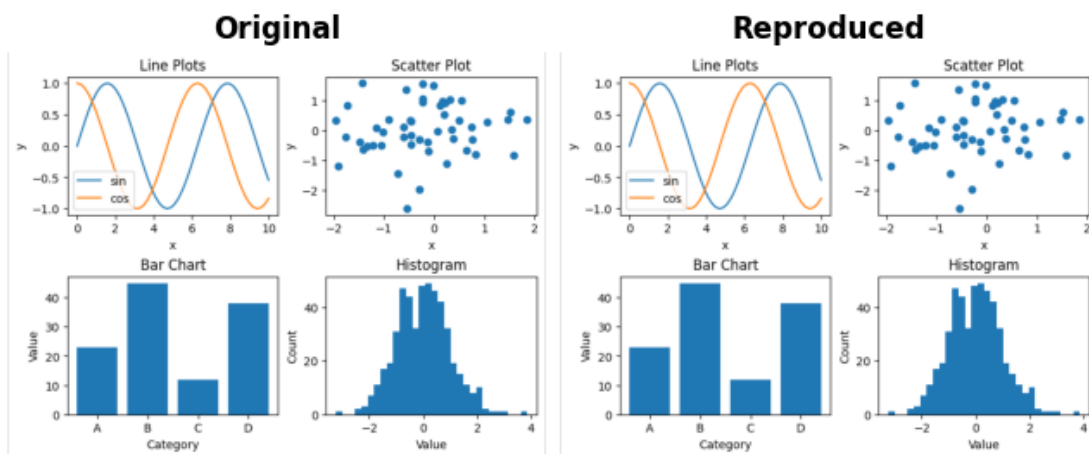 Original
Reproduced
Line Plots
Scatter Plot
Line Plots
Scatter Plot
1.0
0.5
0.0
−0.5
−1.0
y
sin
cos
0 2 4 6 8 10
x
1
0
−1
−2
y
−2 −1 0 1 2
x
1.0
0.5
0.0
−0.5
−1.0
y
sin
cos
0 2 4 6 8 10
x
1
0
−1
−2
y
−2 −1 0 1 2
x
Bar Chart
Histogram
Bar Chart
Histogram
40
30
20
10
0
Value
A B C D
Category
40
20
0
Count
−2 0 2 4
Value
40
30
20
10
0
Value
A B C D
Category
40
20
0
Count
−2 0 2 4
Value